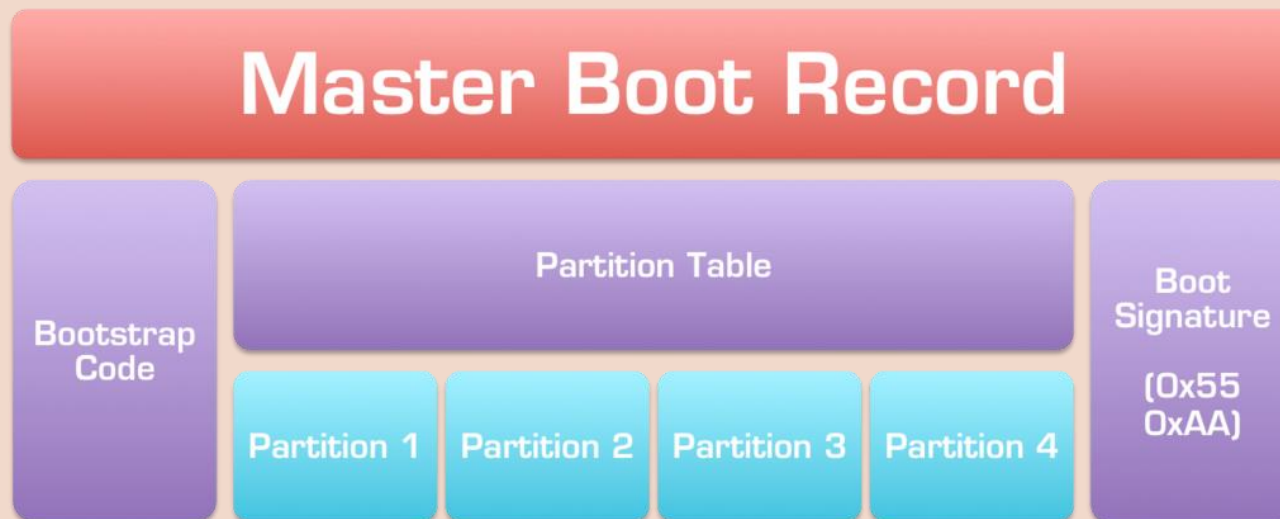 Master Boot Record
Bootstrap
Code
Partition Table
Partition 1
Partition 2
Partition 3
Partition 4
Boot
Signature
(0x55
0xAA)